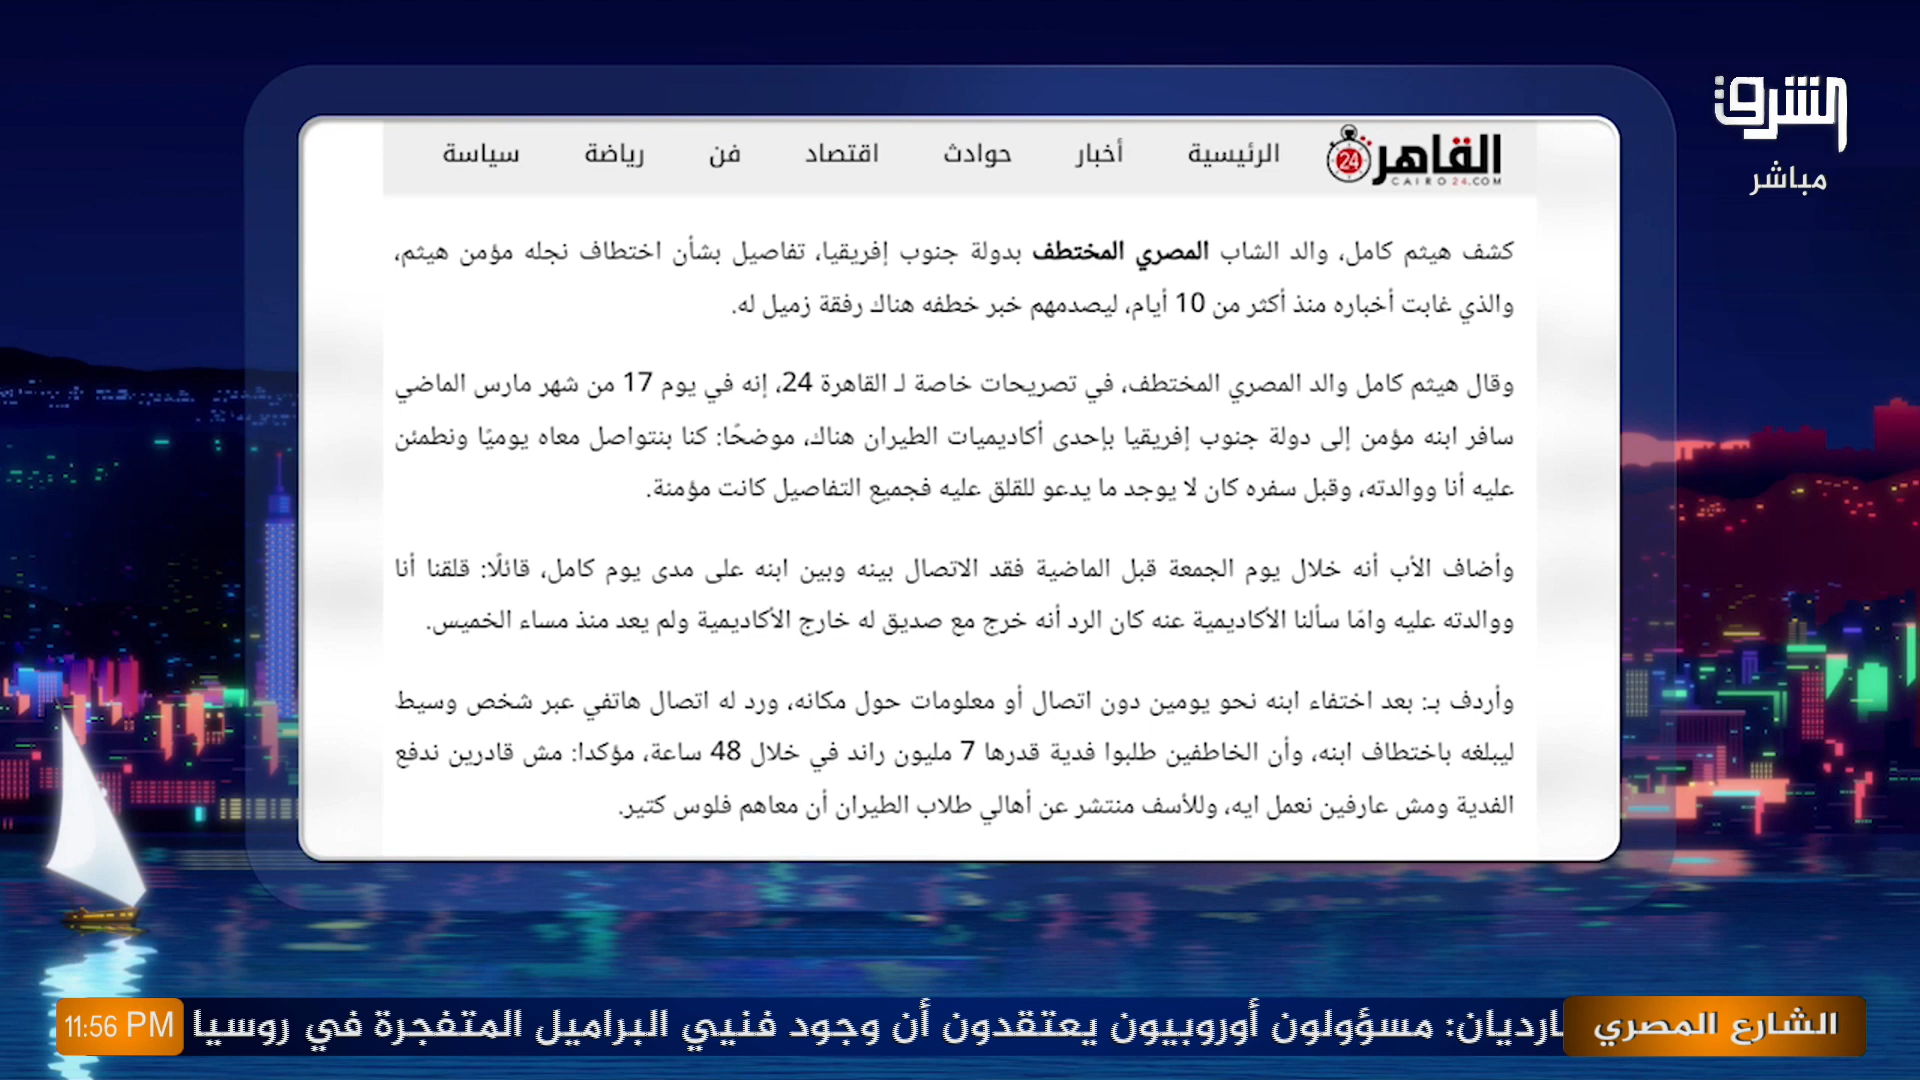 الشرق
مباشر
القاهرة 24
CAIRO24.COM
الرئيسية أخبار حوادث اقتصاد فن رياضة سياسة
كشف هيثم كامل، والد الشاب المصري المختطف بدولة جنوب إفريقيا، تفاصيل بشأن اختطاف نجله مؤمن هيثم،
والذي غابت أخباره منذ أكثر من 10 أيام، ليصدمهم خبر خطفه هناك رفقة زميل له.
وقال هيثم كامل والد المصري المختطف، في تصريحات خاصة لـ القاهرة 24، إنه في يوم 17 من شهر مارس الماضي
سافر ابنه مؤمن إلى دولة جنوب إفريقيا بإحدى أكاديميات الطيران هناك، موضحًا: كنا بنتواصل معاه يوميًا ونطمئن
عليه أنا ووالدته، وقبل سفره كان لا يوجد ما يدعو للقلق عليه فجميع التفاصيل كانت مؤمنة.
وأضاف الأب أنه خلال يوم الجمعة قبل الماضية فقد الاتصال بينه وبين ابنه على مدى يوم كامل، قائلًا: قلقنا أنا
ووالدته عليه وامّا سألنا الأكاديمية عنه كان الرد أنه خرج مع صديق له خارج الأكاديمية ولم يعد منذ مساء الخميس.
وأردف بـ: بعد اختفاء ابنه نحو يومين دون اتصال أو معلومات حول مكانه، ورد له اتصال هاتفي عبر شخص وسيط
ليبلغه باختطاف ابنه، وأن الخاطفين طلبوا فدية قدرها 7 مليون راند في خلال 48 ساعة، مؤكدا: مش قادرين ندفع
الفدية ومش عارفين نعمل ايه، وللأسف منتشر عن أهالي طلاب الطيران أن معاهم فلوس كتير.
الشارع المصري
ارديان: مسؤولون أوروبيون يعتقدون أن وجود فنيي البراميل المتفجرة في روسيا
11:56 PM